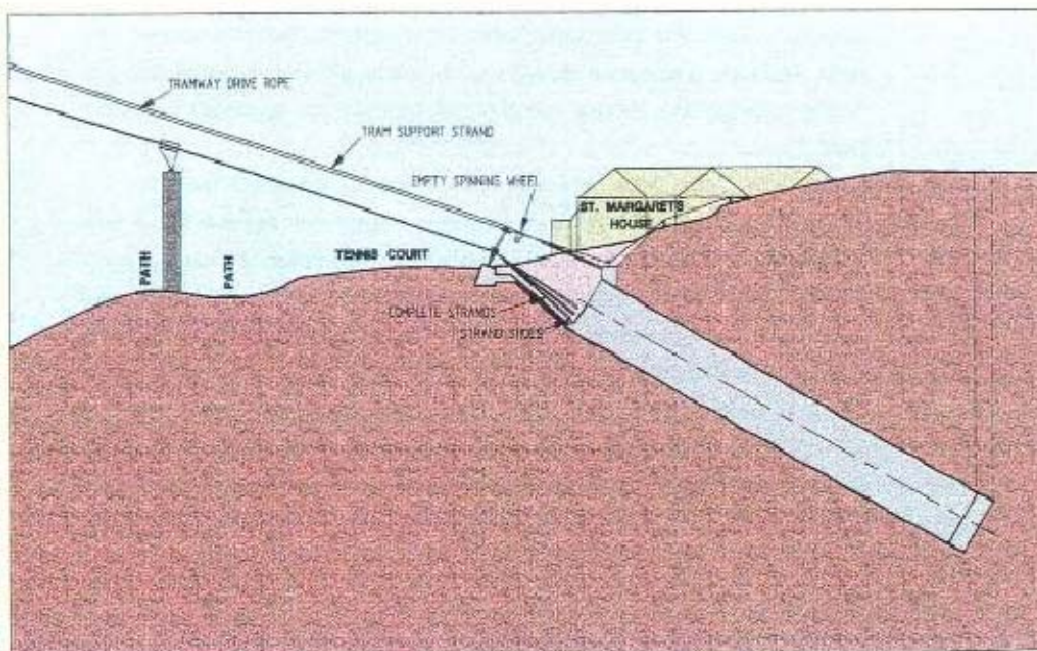 TRAMWAY DRIVE ROPE
TRAM SUPPORT STRAND
EMPTY SPINNING WHEEL
ST. MARGARETS
HOUSE
PATH
PATH
TENNIS COURT
COMPLETE STRANDS
STRAND SHOES